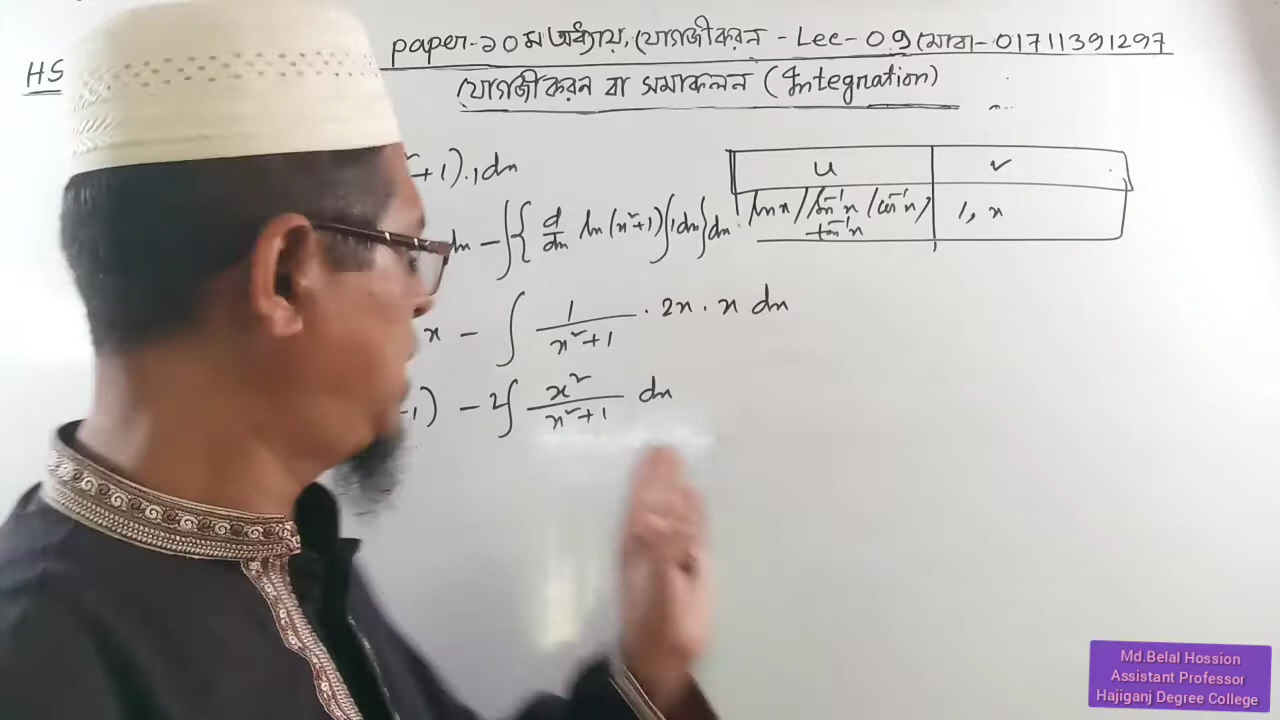 HS paper-১০ম অধ্যায়, যোগজীকরন - Lec-09 (মোবা-01711391297
যোগজীকরন বা সমাকলন (Integration)
+1).1dx
u v
dx - ∫{d/dx ln(x²+1)∫1dx}dx
lnx/sin⁻¹x/cos⁻¹x/ 1, x
tan⁻¹x
x - ∫ 1/(x²+1) . 2x . x dx
1) - 2∫ x²/(x²+1) dx
Md.Belal Hossion
Assistant Professor
Hajiganj Degree College